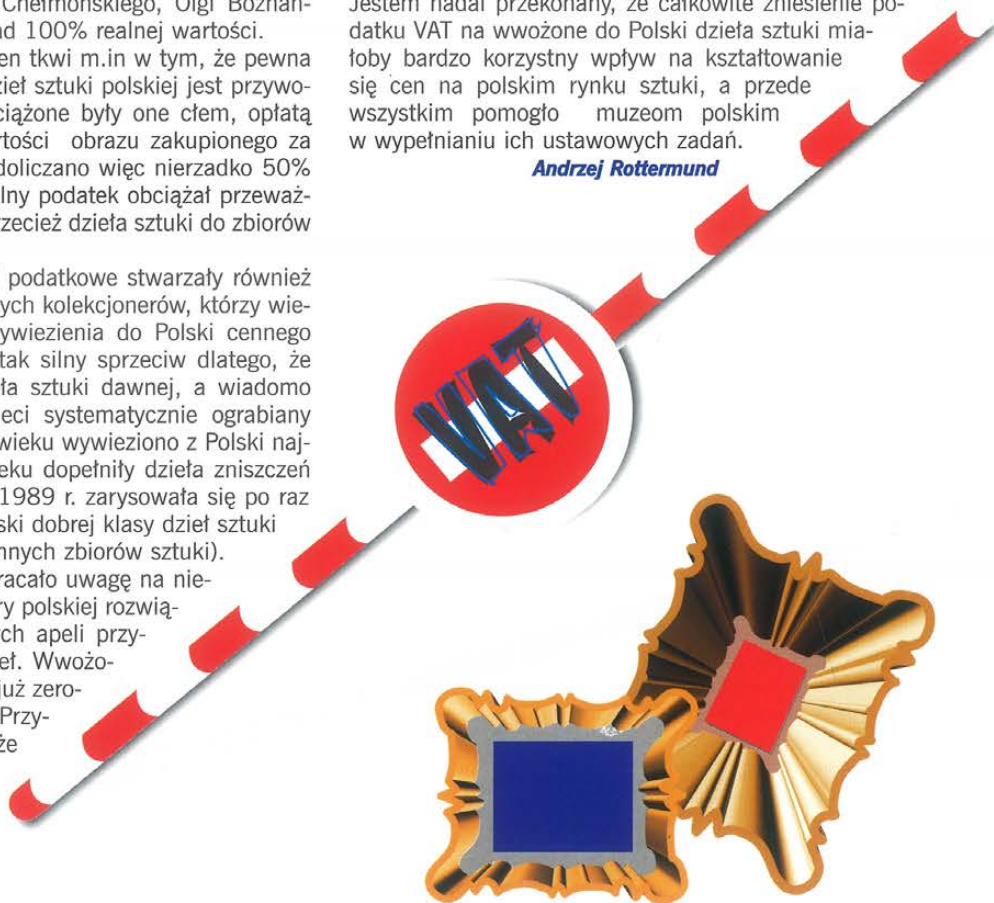 Chełmońskiego, Olgi Boznań-
ad 100% realnej wartości.
en tkwi m.in w tym, że pewna
zieł sztuki polskiej jest przywo-
ciążone były one cłem, opłatą
rtości obrazu zakupionego za
doliczano więc nierzadko 50%
lny podatek obciążał przeważ-
rzecież dzieła sztuki do zbiorów
podatkowe stwarzały również
ych kolekcjonerów, którzy wie-
ywiezienia do Polski cennego
tak silny sprzeciw dlatego, że
ła sztuki dawnej, a wiadomo
eci systematycznie ograbiany
wieku wywieziono z Polski naj-
eku dopełniły dzieła zniszczeń
1989 r. zarysowała się po raz
ski dobrej klasy dzieł sztuki
nnych zbiorów sztuki).
racało uwagę na nie-
ry polskiej rozwią-
ch apeli przy-
eł. Wwożo-
już zero-
Przy-
że
Jestem nadal przekonany, że całkowite zniesienie po-
datku VAT na wwożone do Polski dzieła sztuki mia-
łoby bardzo korzystny wpływ na kształtowanie
się cen na polskim rynku sztuki, a przede
wszystkim pomogło muzeom polskim
w wypełnianiu ich ustawowych zadań.
Andrzej Rottermund
VAT